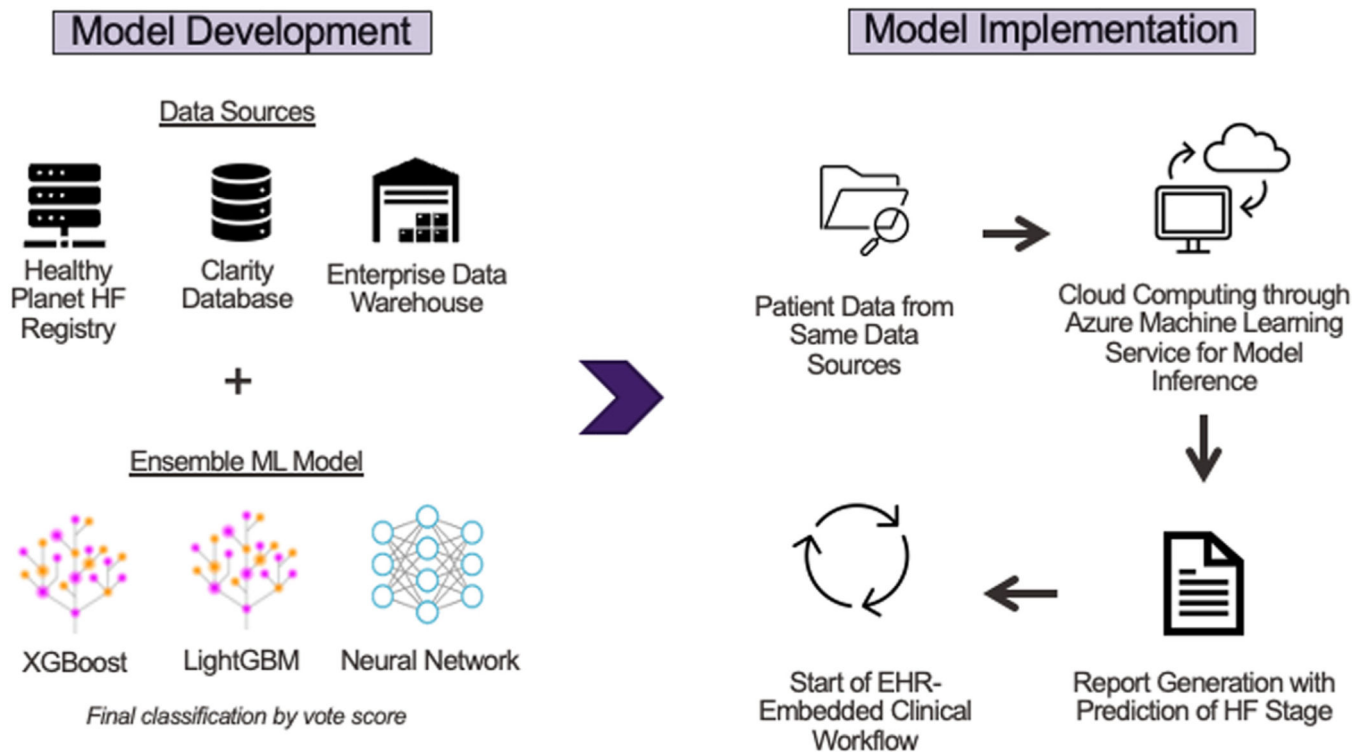 Model Development
Data Sources
Healthy
Planet HF
Registry
Clarity
Database
Enterprise Data
Warehouse
+
Ensemble ML Model
XGBoost
LightGBM
Neural Network
Final classification by vote score
Model Implementation
Patient Data from
Same Data
Sources
Cloud Computing through
Azure Machine Learning
Service for Model
Inference
Report Generation with
Prediction of HF Stage
Start of EHR-
Embedded Clinical
Workflow